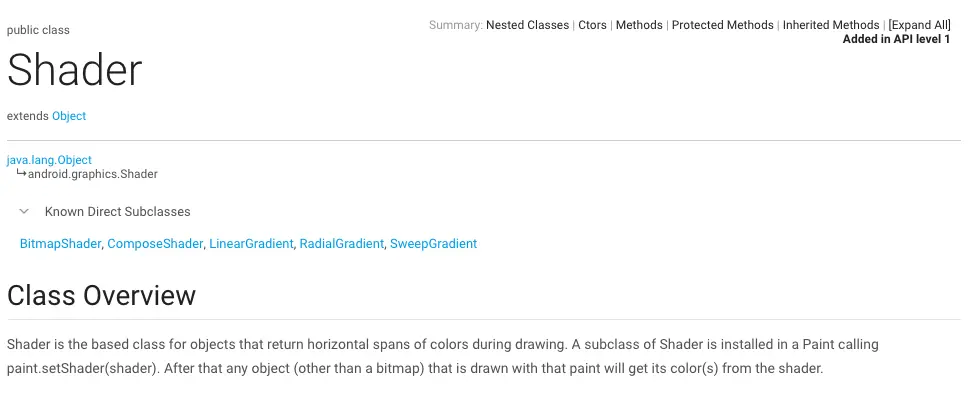 public class
Summary: Nested Classes | Ctors | Methods | Protected Methods | Inherited Methods | [Expand All]
Added in API level 1
Shader
extends Object
java.lang.Object
↳android.graphics.Shader
Known Direct Subclasses
BitmapShader, ComposeShader, LinearGradient, RadialGradient, SweepGradient
Class Overview
Shader is the based class for objects that return horizontal spans of colors during drawing. A subclass of Shader is installed in a Paint calling
paint.setShader(shader). After that any object (other than a bitmap) that is drawn with that paint will get its color(s) from the shader.